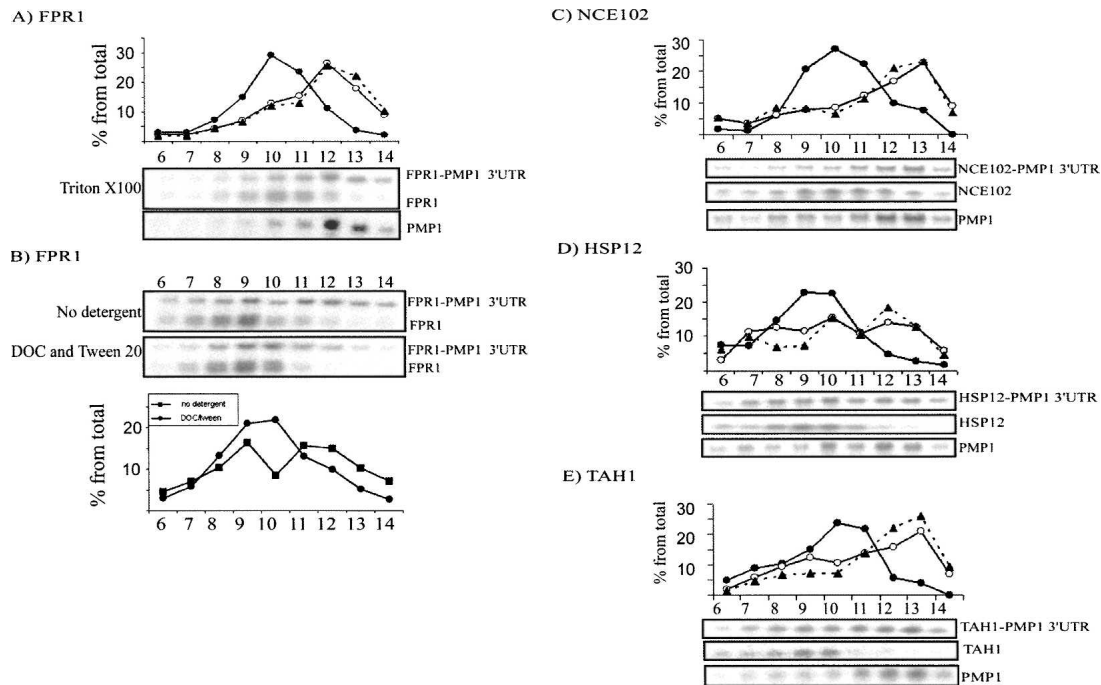 A) FPR1
% from total
30
20
10
6 7 8 9 10 11 12 13 14
Triton X100
FPR1-PMP1 3'UTR
FPR1
PMP1
B) FPR1
6 7 8 9 10 11 12 13 14
No detergent
FPR1-PMP1 3'UTR
FPR1
DOC and Tween 20
FPR1-PMP1 3'UTR
FPR1
no detergent
DOC/tween
% from total
20
10
6 7 8 9 10 11 12 13 14
C) NCE102
% from total
30
20
10
6 7 8 9 10 11 12 13 14
NCE102-PMP1 3'UTR
NCE102
PMP1
D) HSP12
% from total
30
20
10
6 7 8 9 10 11 12 13 14
HSP12-PMP1 3'UTR
HSP12
PMP1
E) TAH1
% from total
30
20
10
6 7 8 9 10 11 12 13 14
TAH1-PMP1 3'UTR
TAH1
PMP1